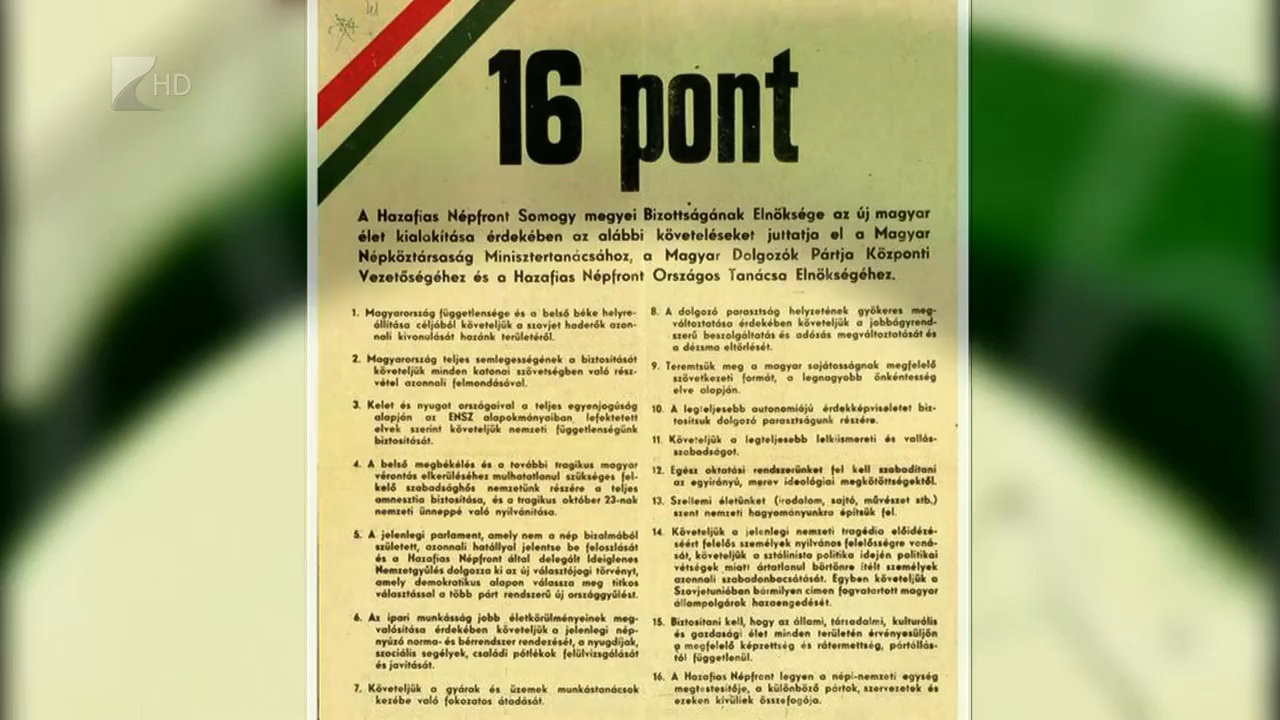 HD
16 pont
A Hazafias Népfront Somogy megyei Bizottságának Elnöksége az új magyar
élet kialakítása érdekében az alábbi követeléseket juttatja el a Magyar
Népköztársaság Minisztertanácsához, a Magyar Dolgozók Pártja Központi
Vezetőségéhez és a Hazafias Népfront Országos Tanácsa Elnökségéhez.
1. Magyarország függetlensége és a belső béke helyre-
állítása céljából követeljük a szovjet haderők azon-
nali kivonulását hazánk területéről.
2. Magyarország teljes semlegességének a biztosítását
követeljük minden katonai szövetségben való rész-
vétel azonnali felmondásával.
3. Kelet és nyugat országaival a teljes egyenjogúság
alapján az ENSZ alapokmányaiban lefektetett
elvek szerint követeljük nemzeti függetlenségünk
biztosítását.
4. A belső megbékélés és a további tragikus magyar
vérontás elkerüléséhez mulhatatlanul szükséges fel-
kelő szabadsághős nemzetünk részére a teljes
amnesztia biztosítása, és a tragikus október 23-nak
nemzeti ünneppé való nyilvánítása.
5. A jelenlegi parlament, amely nem a nép bizalmából
született, azonnali hatállyal jelentse be feloszlását
és a Hazafias Népfront által delegált Ideiglenes
Nemzetgyűlés dolgozza ki az új választójogi törvényt,
amely demokratikus alapon válassza meg titkos
választással a több párt rendszerű új országgyűlést.
6. Az ipari munkásság jobb életkörülményeinek meg-
valósítása érdekében követeljük a jelenlegi nép-
nyúzó norma- és bérrendszer rendezését, a nyugdíjak,
szociális segélyek, családi pótlékok felülvizsgálását
és javítását.
7. Követeljük a gyárak és üzemek munkástanácsok
kezébe való fokozatos átadását.
8. A dolgozó parasztság helyzetének gyökeres meg-
változtatása érdekében követeljük a jobbágyrend-
szerű beszolgáltatás és adózás megváltoztatását és
a dézsma eltörlését.
9. Teremtsük meg a magyar sajátosságnak megfelelő
szövetkezeti formát, a legnagyobb önkéntesség
elve alapján.
10. A legteljesebb autonomiájú érdekképviseletet biz-
tosítsuk dolgozó parasztságunk részére.
11. Követeljük a legteljesebb lelkiismereti és vallás-
szabadságot.
12. Egész oktatási rendszerünket fel kell szabadítani
az egyirányú, merev ideológiai megkötöttségektől.
13. Szellemi életünket (irodalom, sajtó, művészet stb.)
szent nemzeti hagyományunkra építsük fel.
14. Követeljük a jelenlegi nemzeti tragédia előidézé-
séért felelős személyek nyilvános felelősségre voná-
sát, követeljük a sztálinista politika idején politikai
vétségek miatt ártatlanul börtönre ítélt személyek
azonnali szabadonbocsátását. Egyben követeljük a
Szovjetunióban bármilyen címen fogvatartott magyar
állampolgárok hazaengedését.
15. Biztosítani kell, hogy az állami, társadalmi, kulturális
és gazdasági élet minden területén érvényesüljön
a megfelelő képzettség és rátermettség, pártállás-
tól függetlenül.
16. A Hazafias Népfront legyen a népi-nemzeti egység
megtestesítője, a különböző pártok, szervezetek és
ezeken kívüliek összefogója.